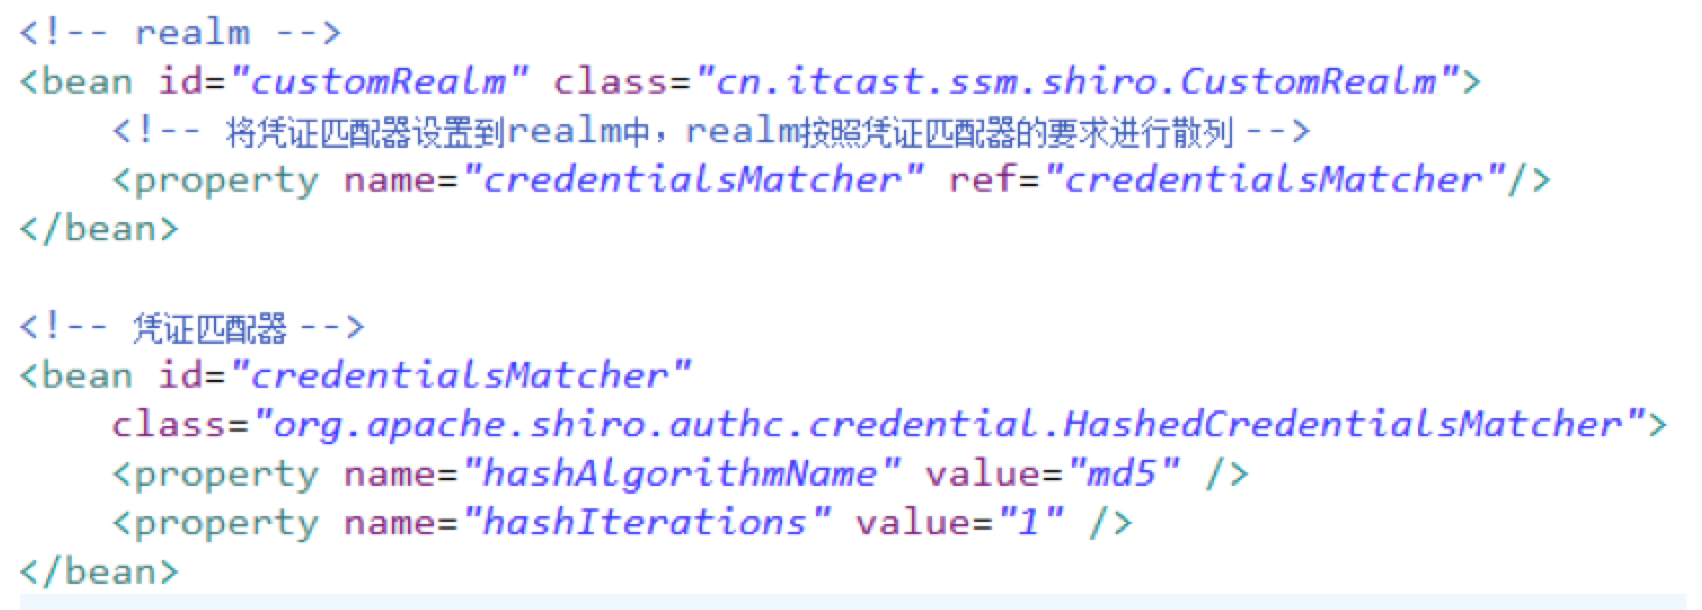 <!-- realm -->
<bean id="customRealm" class="cn.itcast.ssm.shiro.CustomRealm">
    <!-- 将凭证匹配器设置到realm中，realm按照凭证匹配器的要求进行散列 -->
    <property name="credentialsMatcher" ref="credentialsMatcher"/>
</bean>
<!-- 凭证匹配器 -->
<bean id="credentialsMatcher"
    class="org.apache.shiro.authc.credential.HashedCredentialsMatcher">
    <property name="hashAlgorithmName" value="md5" />
    <property name="hashIterations" value="1" />
</bean>